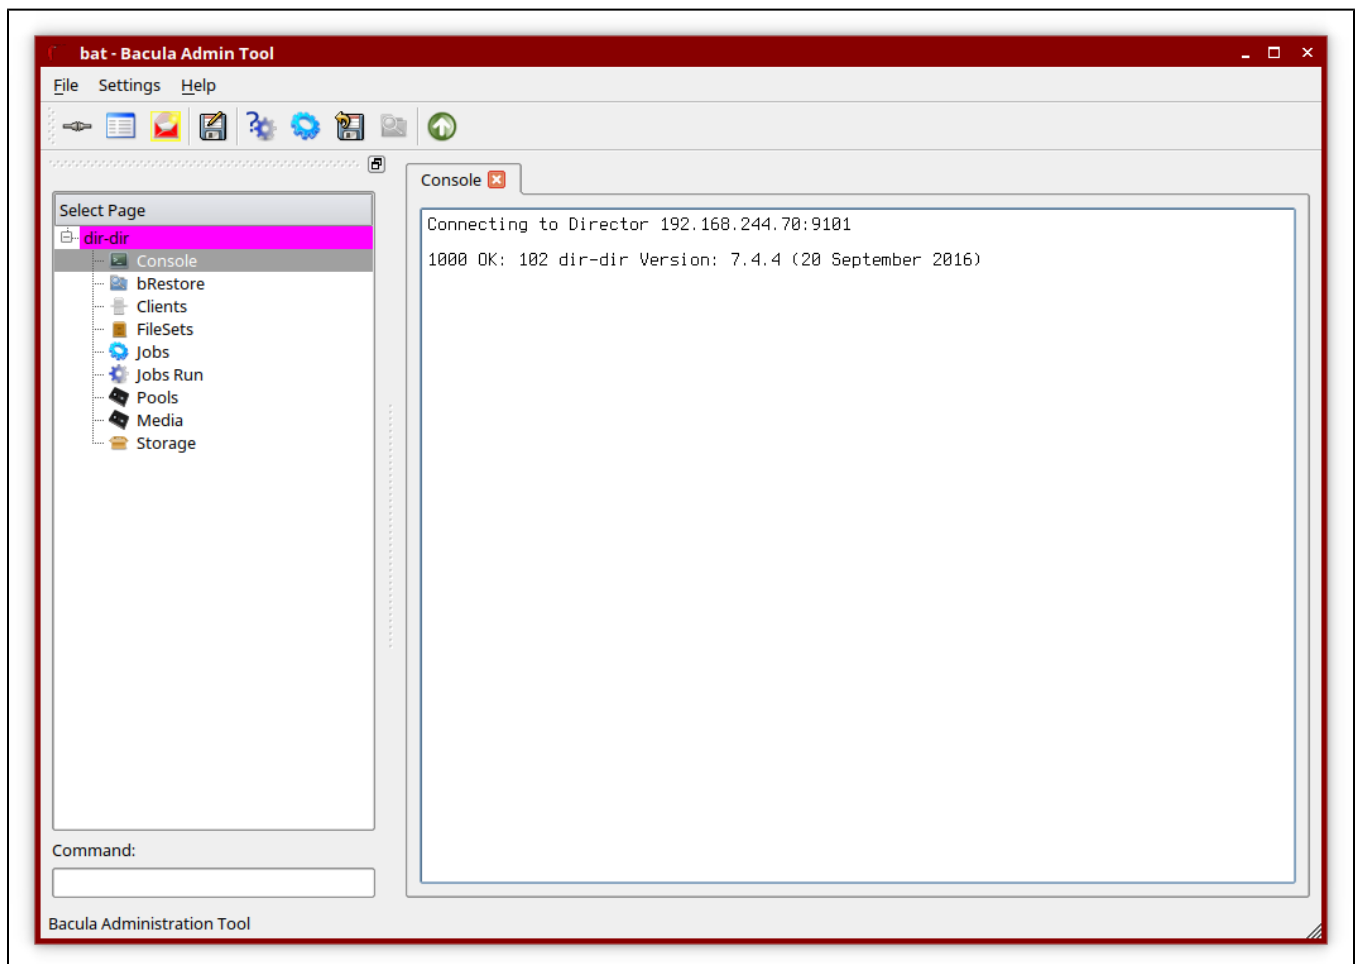 bat - Bacula Admin Tool
File Settings Help
Select Page
dir-dir
Console
bRestore
Clients
FileSets
Jobs
Jobs Run
Pools
Media
Storage
Command:
Console
Connecting to Director 192.168.244.70:9101
1000 OK: 102 dir-dir Version: 7.4.4 (20 September 2016)
Bacula Administration Tool